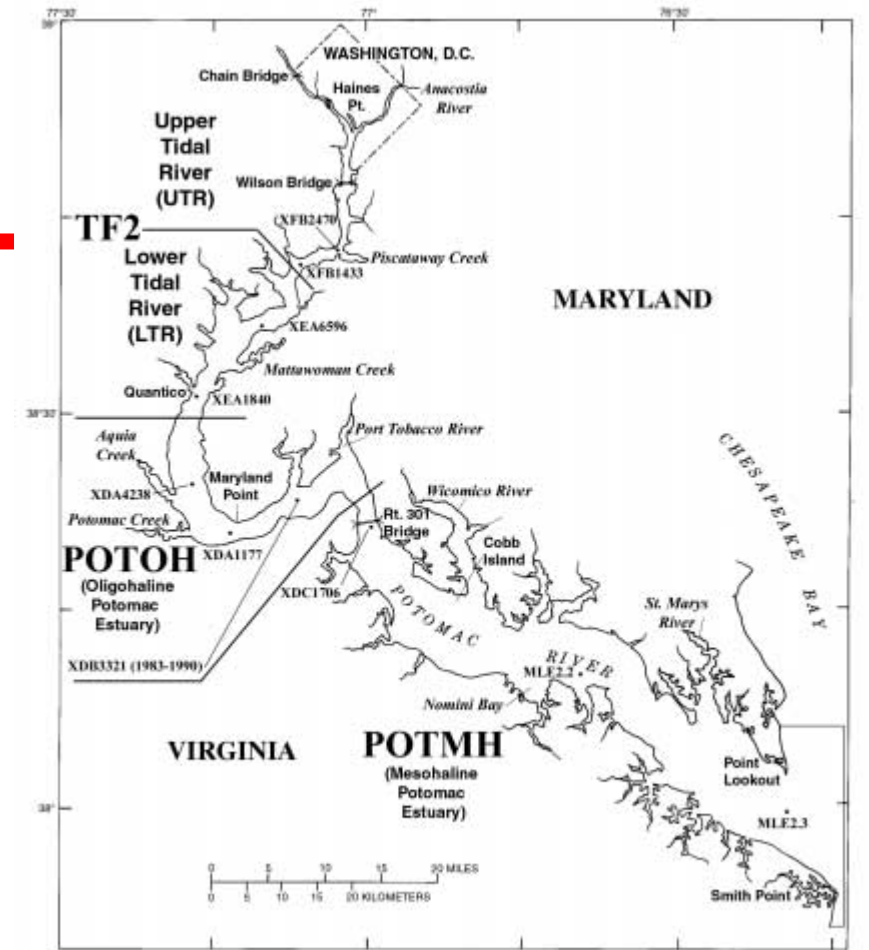 77°30'
77°
76°30'
WASHINGTON, D.C.
Chain Bridge
Haines
Pt.
Anacostia
River
Upper
Tidal
River
(UTR)
Wilson Bridge
XFB2470
TF2
Piscataway Creek
Lower
Tidal
River
(LTR)
XFB1433
MARYLAND
XEA6596
Mattawoman Creek
Quantico
XEA1840
38°30'
Aquia
Creek
Port Tobacco River
CHESAPEAKE BAY
XDA4238
Maryland
Point
Wicomico River
Potomac Creek
Rt. 301
Bridge
XDA1177
Cobb
Island
POTOH
(Oligohaline
Potomac
Estuary)
XDC1706
POTOMAC
RIVER
St. Marys
River
XDB3321 (1983-1990)
MLE2.2
Nomini Bay
VIRGINIA
POTMH
(Mesohaline
Potomac
Estuary)
Point
Lookout
38°
MLE2.3
0 5 10 15 20 MILES
0 5 10 15 20 KILOMETERS
Smith Point